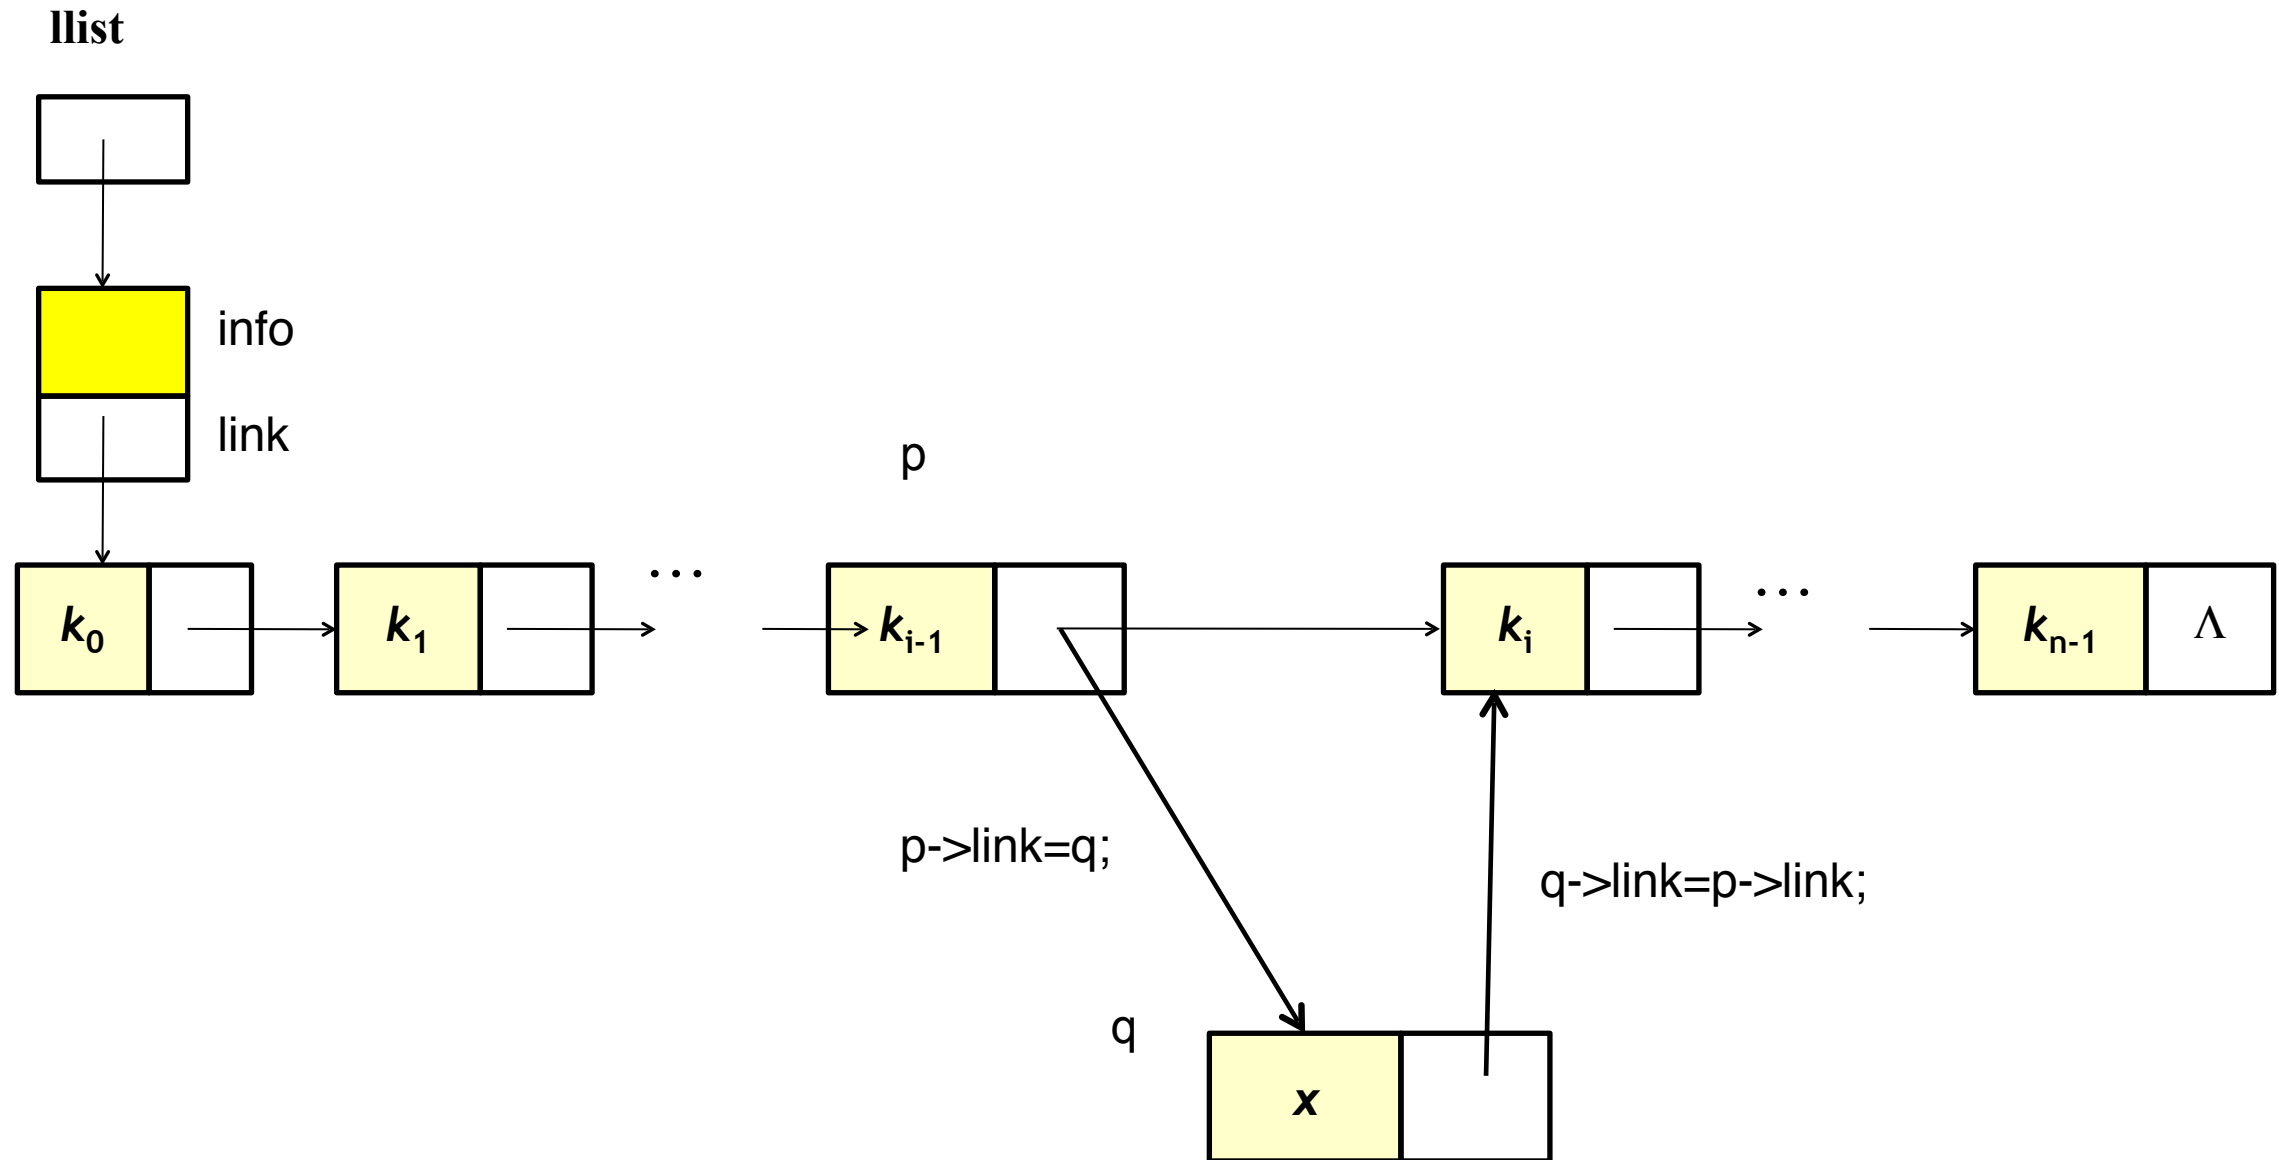 llist
info
link
p
k₀
k₁
...
kᵢ₋₁
kᵢ
...
kₙ₋₁
Λ
p->link=q;
q->link=p->link;
q
x